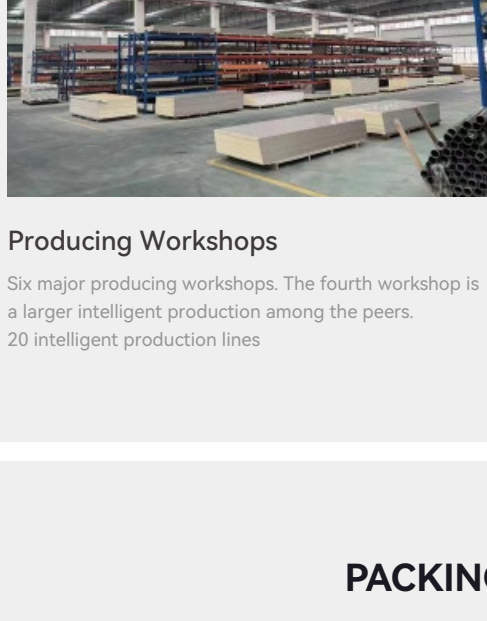 Producing Workshops
Six major producing workshops. The fourth workshop is
a larger intelligent production among the peers.
20 intelligent production lines
PACKIN